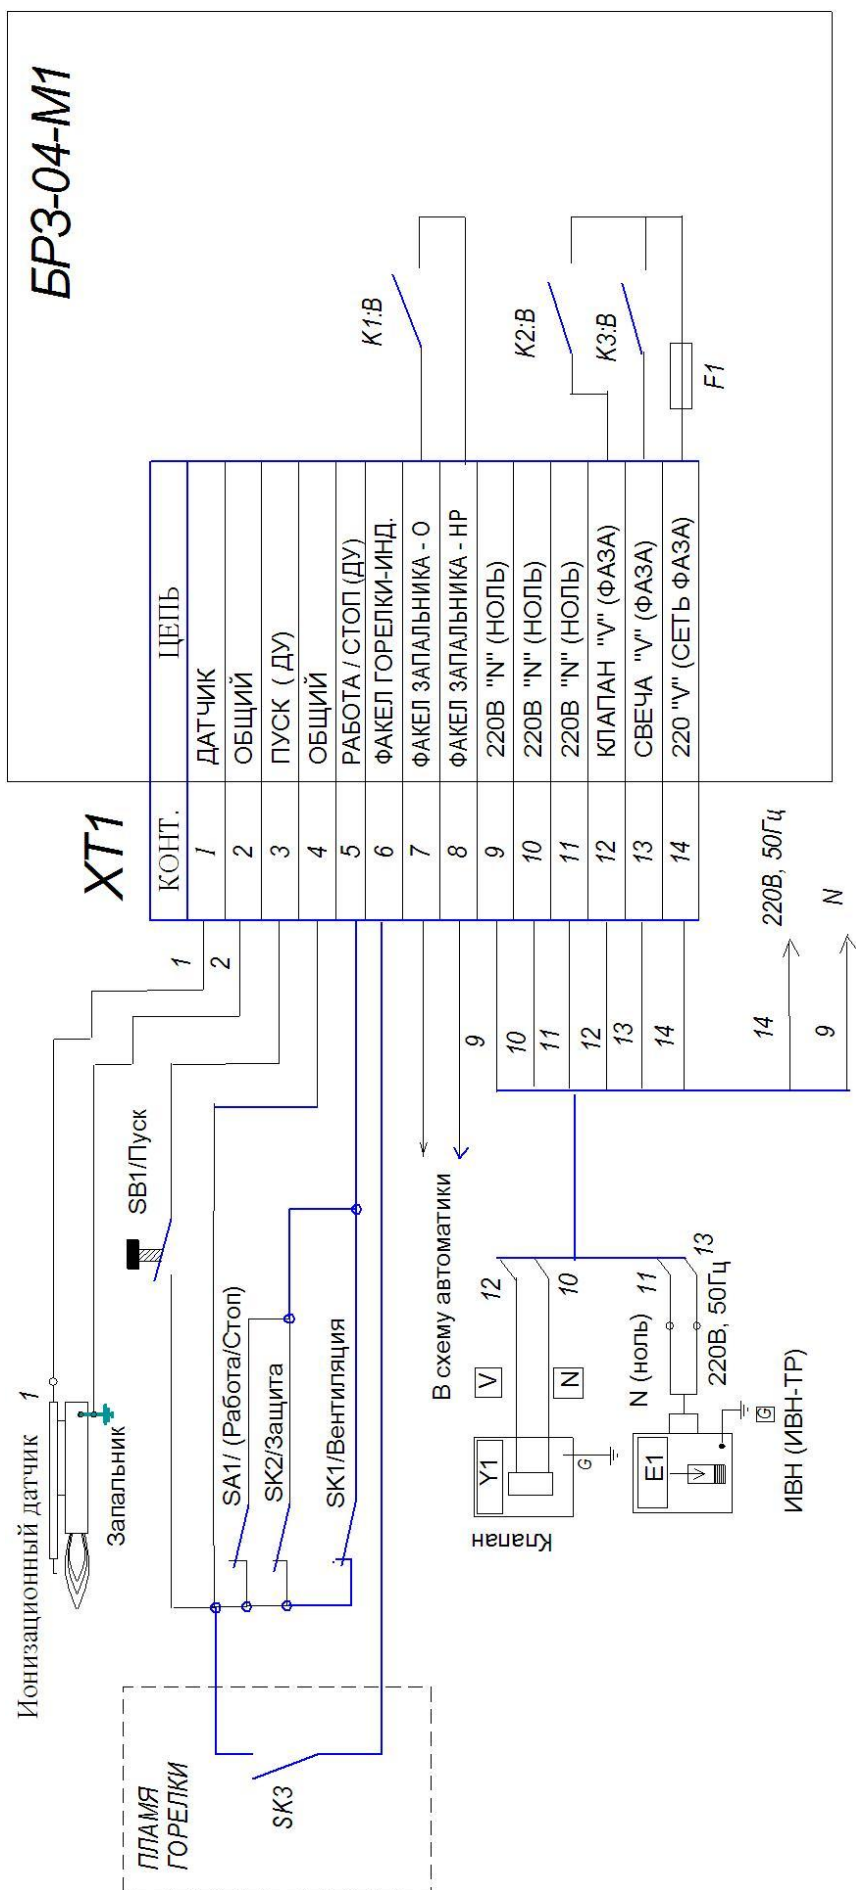 БРЗ-04-М1
ХТ1
КОНТ. ЦЕПЬ
1 ДАТЧИК
2 ОБЩИЙ
3 ПУСК ( ДУ)
4 ОБЩИЙ
5 РАБОТА / СТОП (ДУ)
6 ФАКЕЛ ГОРЕЛКИ-ИНД.
7 ФАКЕЛ ЗАПАЛЬНИКА - О
8 ФАКЕЛ ЗАПАЛЬНИКА - НР
9 220В "N" (НОЛЬ)
10 220В "N" (НОЛЬ)
11 220В "N" (НОЛЬ)
12 КЛАПАН "V" (ФАЗА)
13 СВЕЧА "V" (ФАЗА)
14 220 "V" (СЕТЬ ФАЗА)
K1:B
K2:B
K3:B
F1
1
2
9
10
11
12
13
14
14
220В, 50Гц
9
N
Ионизационный датчик
1
Запальник
SB1/Пуск
SA1/ (Работа/Стоп)
SK2/Защита
SK1/Вентиляция
В схему автоматики
ПЛАМЯ
ГОРЕЛКИ
SK3
12
V
10
N
Y1
G
Клапан
11
N (ноль)
13
220В, 50Гц
E1
V
G
ИВН (ИВН-ТР)